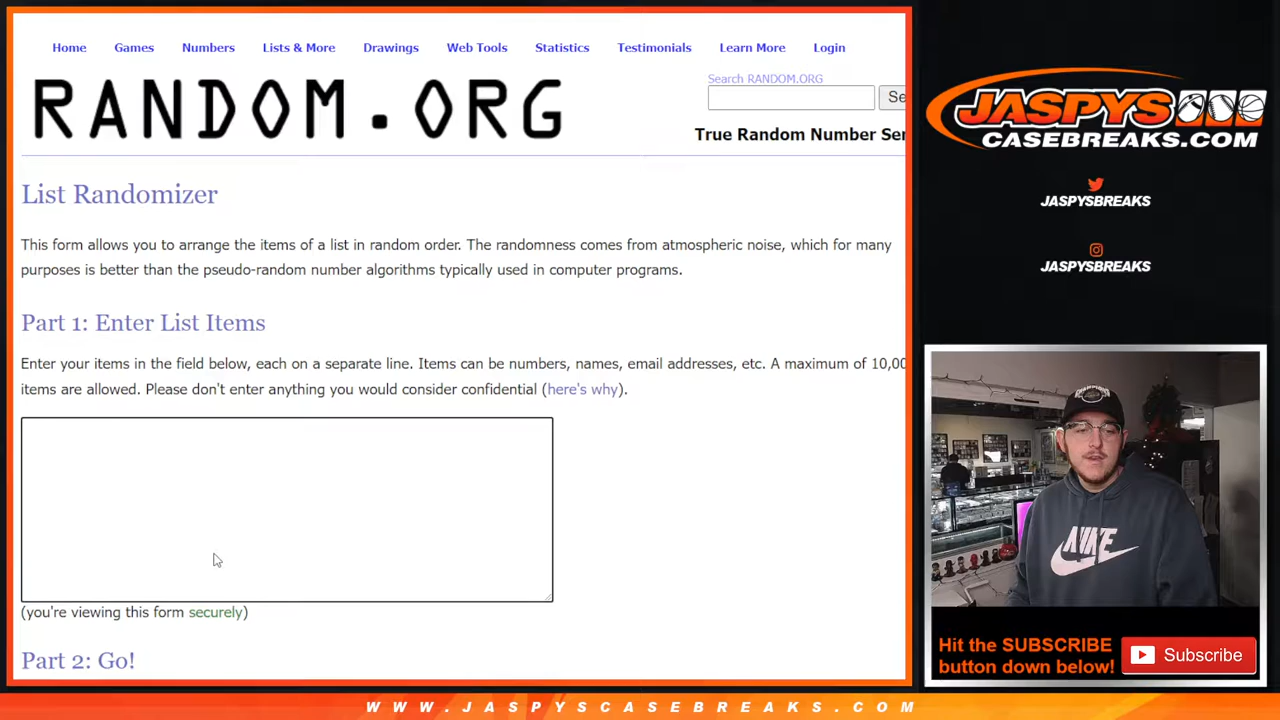 Home Games Numbers Lists & More Drawings Web Tools Statistics Testimonials Learn More Login
RANDOM.ORG
Search RANDOM.ORG
Se
True Random Number Ser
List Randomizer
This form allows you to arrange the items of a list in random order. The randomness comes from atmospheric noise, which for many
purposes is better than the pseudo-random number algorithms typically used in computer programs.
Part 1: Enter List Items
Enter your items in the field below, each on a separate line. Items can be numbers, names, email addresses, etc. A maximum of 10,00
items are allowed. Please don't enter anything you would consider confidential (here's why).
(you're viewing this form securely)
Part 2: Go!
JASPYS
CASEBREAKS.COM
JASPYSBREAKS
JASPYSBREAKS
NIKE
Hit the SUBSCRIBE
button down below!
Subscribe
WWW.JASPYSCASEBREAKS.COM